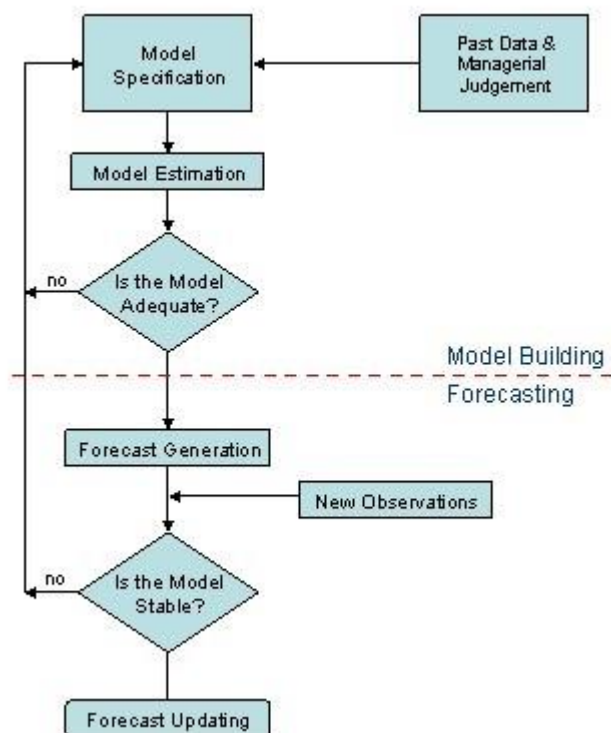 Model
Specification
Past Data &
Managerial
Judgement
Model Estimation
Is the Model
Adequate?
no
Model Building
Forecasting
Forecast Generation
New Observations
Is the Model
Stable?
no
Forecast Updating